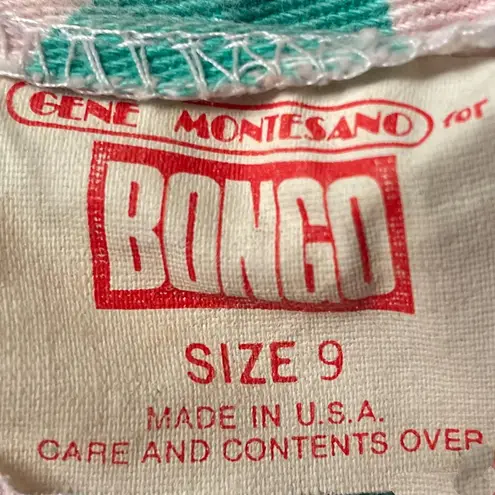 GENE MONTESANO for
BONGO
SIZE 9
MADE IN U.S.A.
CARE AND CONTENTS OVER